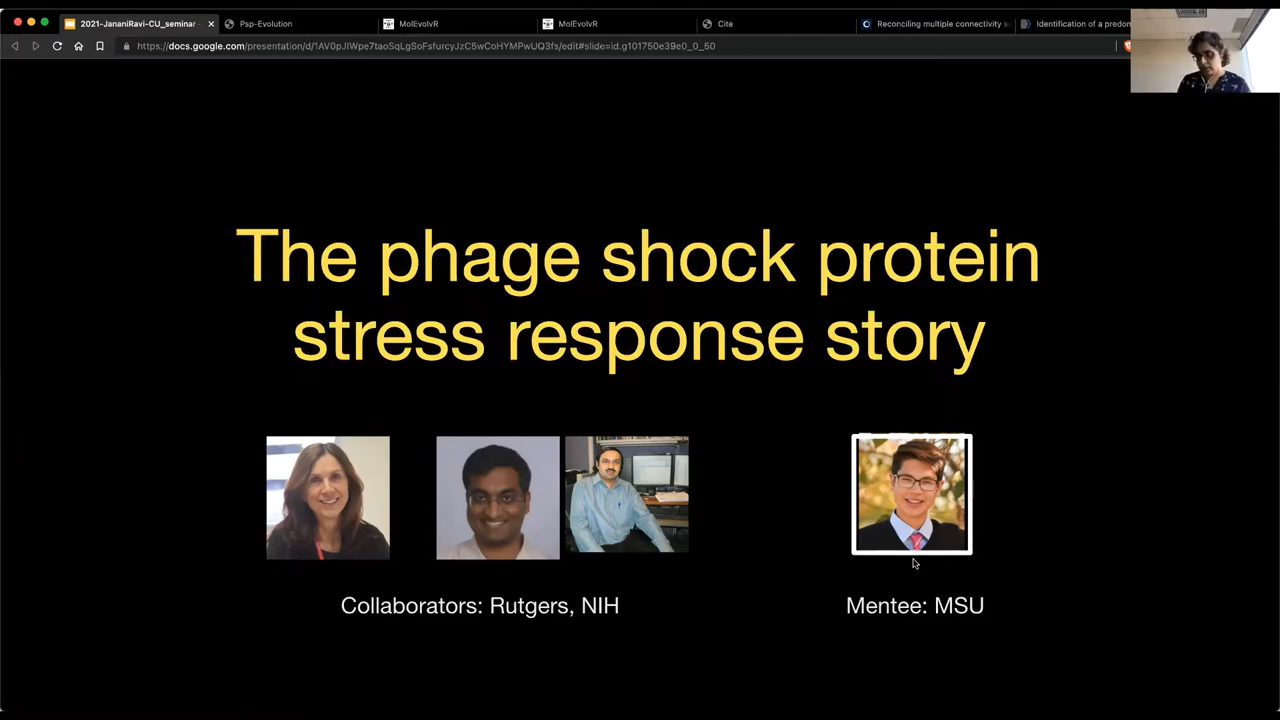 2021-JananiRavi-CU_seminar
Psp-Evolution
MolEvolvR
MolEvolvR
Cite
Reconciling multiple connectivity s
Identification of a predom
https://docs.google.com/presentation/d/1AV0pJIWpe7taoSqLgSoFsfurcyJzC5wCoHYMPwUQ3fs/edit#slide=id.g101750e39e0_0_50
The phage shock protein
stress response story
Collaborators: Rutgers, NIH
Mentee: MSU